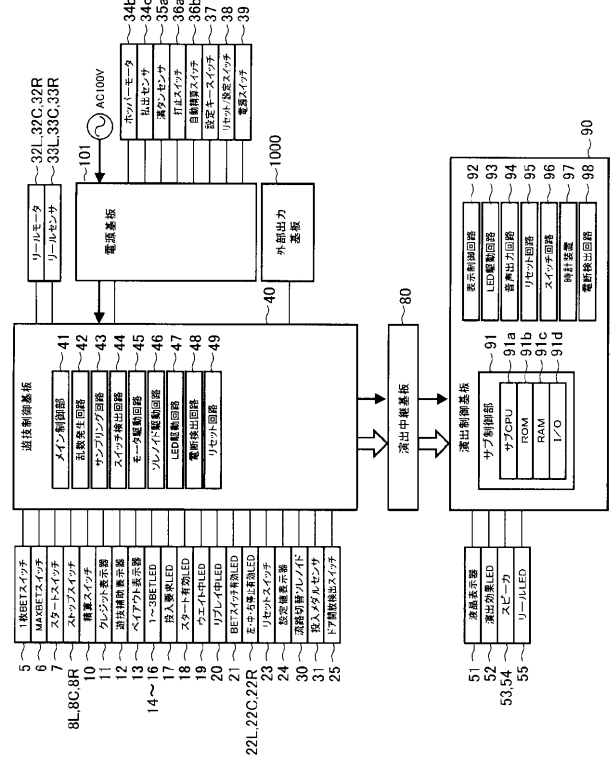 32L,32C,32R
33L,33C,33R
リールモータ
リールセンサ
101
AC100V
電源基板
ホッパーモータ
34b
払出センサ
34c
満タンセンサ
35a
打止スイッチ
36a
自動精算スイッチ
36b
設定キースイッチ
37
リセット/設定スイッチ
38
電源スイッチ
39
1000
外部出力
基板
40
遊技制御基板
メイン制御部
41
乱数発生回路
42
サンプリング回路
43
スイッチ検出回路
44
モータ駆動回路
45
ソレノイド駆動回路
46
LED駆動回路
47
電断検出回路
48
リセット回路
49
5
1枚BETスイッチ
6
MAXBETスイッチ
7
スタートスイッチ
8L,8C,8R
ストップスイッチ
10
精算スイッチ
11
クレジット表示器
12
遊技補助表示器
13
ペイアウト表示器
14～16
1～3BETLED
17
投入要求LED
18
スタート有効LED
19
ウエイト中LED
20
リプレイ中LED
21
BETスイッチ有効LED
22L,22C,22R
左・中・右停止有効LED
23
リセットスイッチ
24
設定値表示器
30
流路切替ソレノイド
31
投入メダルセンサ
25
ドア開放検出スイッチ
80
演出中継基板
90
演出制御基板
91
サブ制御部
サブCPU
91a
ROM
91b
RAM
91c
I/O
91d
表示制御回路
92
LED駆動回路
93
音声出力回路
94
リセット回路
95
スイッチ回路
96
時計装置
97
電断検出回路
98
51
液晶表示器
52
演出効果LED
53,54
スピーカ
55
リールLED